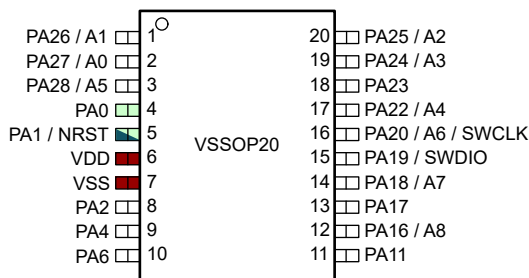 PA26 / A1 1 20 PA25 / A2
PA27 / A0 2 19 PA24 / A3
PA28 / A5 3 18 PA23
PA0 4 17 PA22 / A4
PA1 / NRST 5 VSSOP20 16 PA20 / A6 / SWCLK
VDD 6 15 PA19 / SWDIO
VSS 7 14 PA18 / A7
PA2 8 13 PA17
PA4 9 12 PA16 / A8
PA6 10 11 PA11